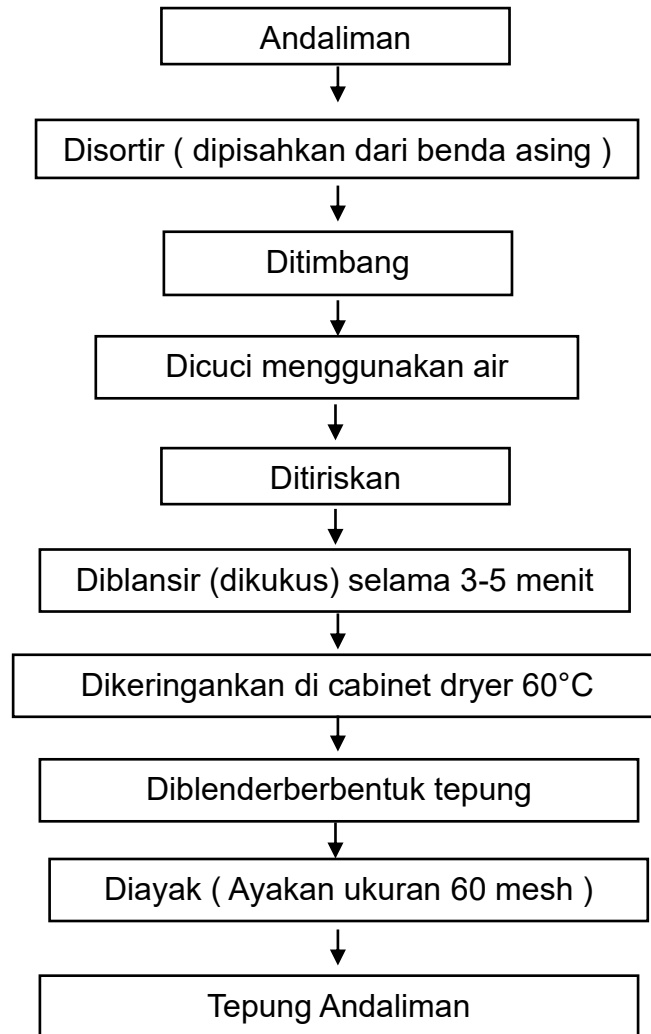 Andaliman
Disortir ( dipisahkan dari benda asing )
Ditimbang
Dicuci menggunakan air
Ditiriskan
Diblansir (dikukus) selama 3-5 menit
Dikeringankan di cabinet dryer 60°C
Diblenderberbentuk tepung
Diayak ( Ayakan ukuran 60 mesh )
Tepung Andaliman